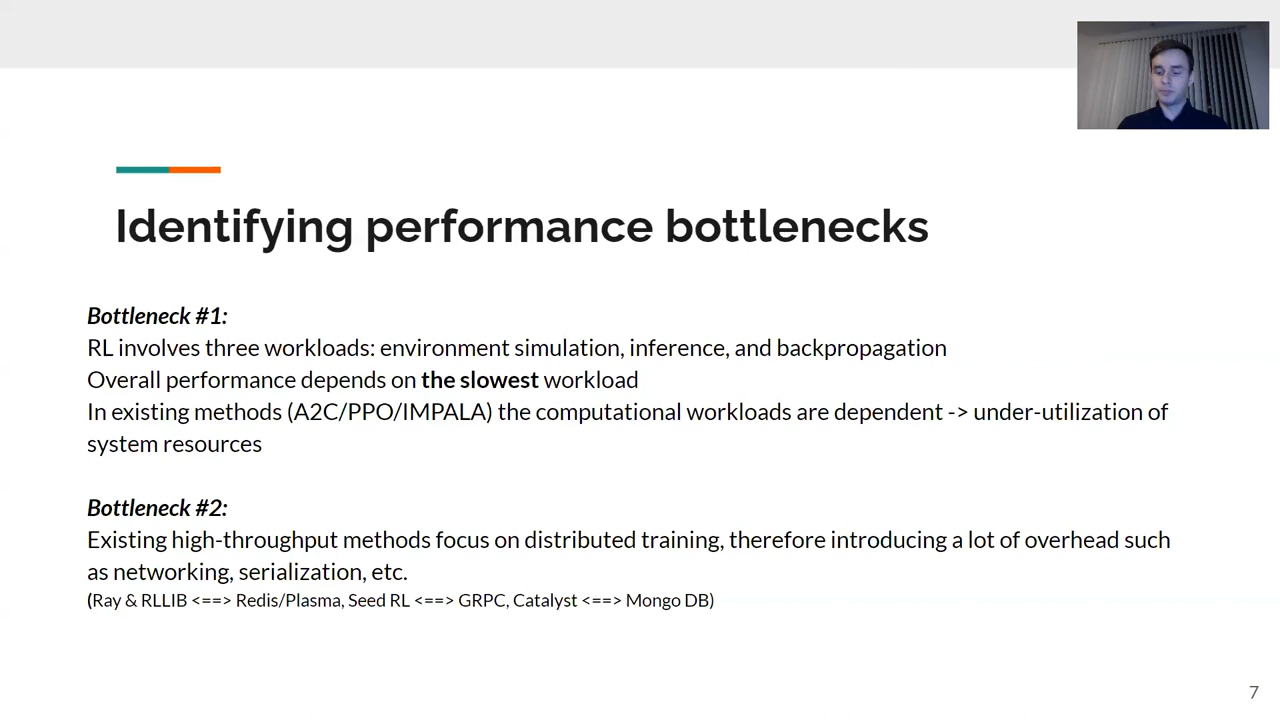 Identifying performance bottlenecks
Bottleneck #1:
RL involves three workloads: environment simulation, inference, and backpropagation
Overall performance depends on the slowest workload
In existing methods (A2C/PPO/IMPALA) the computational workloads are dependent -> under-utilization of
system resources
Bottleneck #2:
Existing high-throughput methods focus on distributed training, therefore introducing a lot of overhead such
as networking, serialization, etc.
(Ray & RLLIB <==> Redis/Plasma, Seed RL <==> GRPC, Catalyst <==> Mongo DB)
7